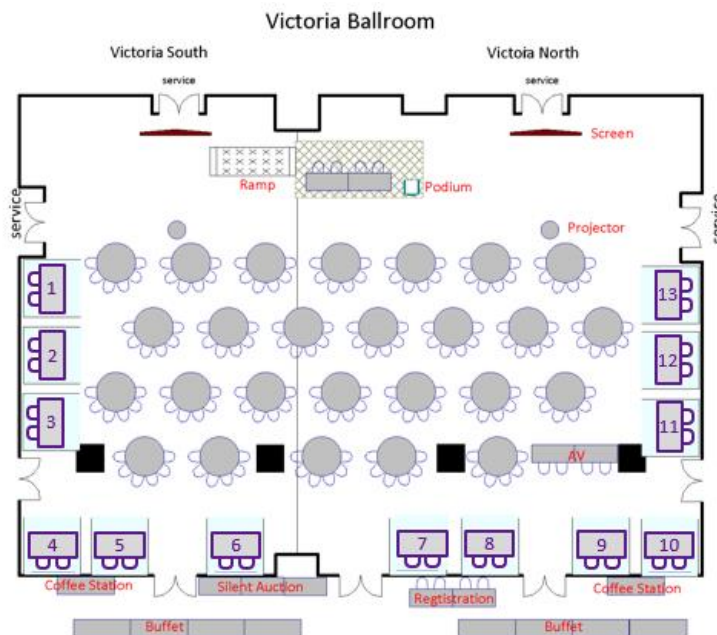 Victoria Ballroom
Victoria South
Victoria North
service
service
Screen
Ramp
Podium
service
service
Projector
1
13
2
12
3
11
AV
4
5
6
7
8
9
10
Coffee Station
Silent Auction
Regtistration
Coffee Station
Buffet
Buffet